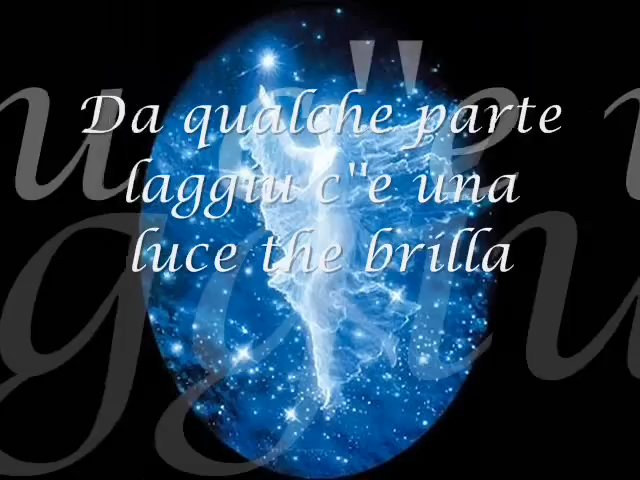 Da qualche parte
laggiu c"e una
luce the brilla